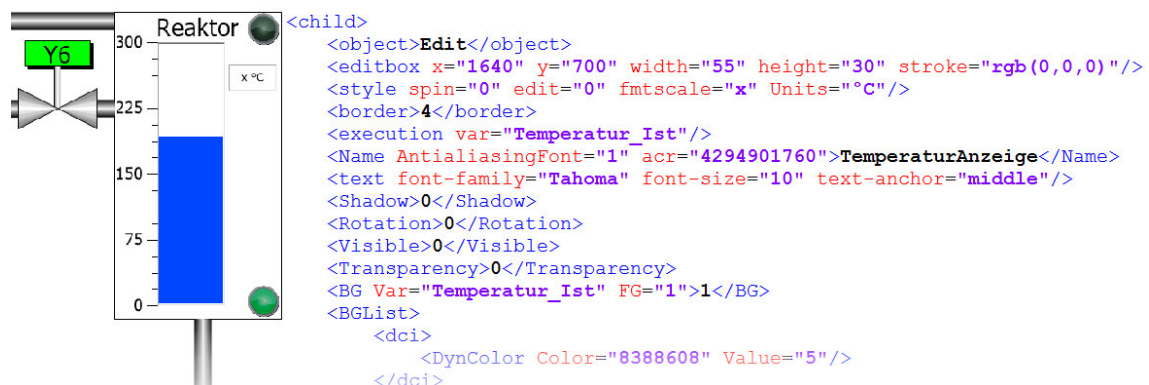 Reaktor
300
Y6
x °C
225
150
75
0
<child>
<object>Edit</object>
<editbox x="1640" y="700" width="55" height="30" stroke="rgb(0,0,0)"/>
<style spin="0" edit="0" fmtscale="x" Units="°C"/>
<border>4</border>
<execution var="Temperatur_Ist"/>
<Name AntialiasingFont="1" acr="4294901760">TemperaturAnzeige</Name>
<text font-family="Tahoma" font-size="10" text-anchor="middle"/>
<Shadow>0</Shadow>
<Rotation>0</Rotation>
<Visible>0</Visible>
<Transparency>0</Transparency>
<BG Var="Temperatur_Ist" FG="1">1</BG>
<BGList>
<dci>
<DynColor Color="8388608" Value="5"/>
</dci>